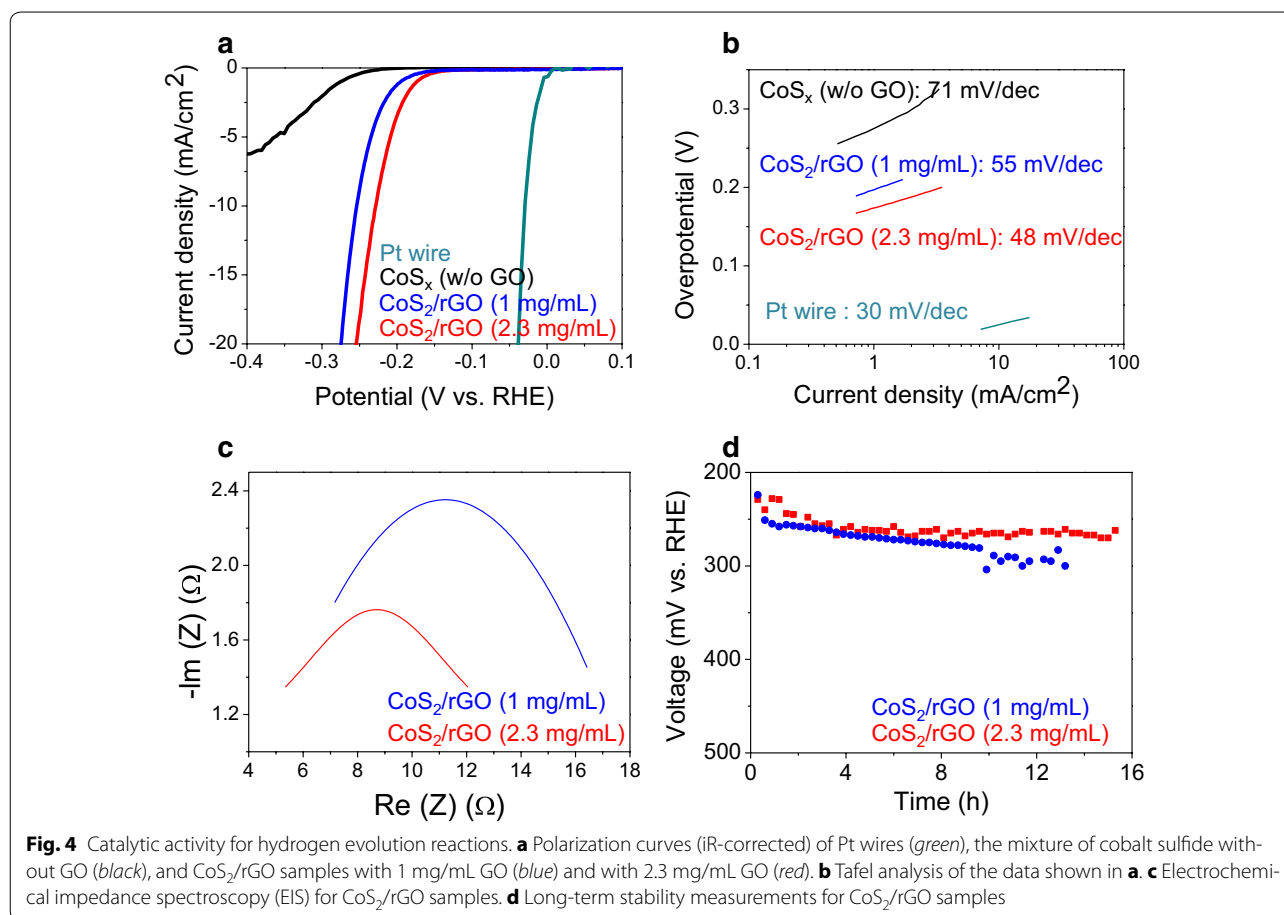 a
0
-5
-10
-15
-20
Current density (mA/cm²)
Pt wire
CoSₓ (w/o GO)
CoS₂/rGO (1 mg/mL)
CoS₂/rGO (2.3 mg/mL)
-0.4 -0.3 -0.2 -0.1 0.0 0.1
Potential (V vs. RHE)
b
0.3
0.2
0.1
0.0
Overpotential (V)
CoSₓ (w/o GO): 71 mV/dec
CoS₂/rGO (1 mg/mL): 55 mV/dec
CoS₂/rGO (2.3 mg/mL): 48 mV/dec
Pt wire : 30 mV/dec
0.1 1 10 100
Current density (mA/cm²)
c
2.4
2.0
1.6
1.2
-Im (Z) (Ω)
CoS₂/rGO (1 mg/mL)
CoS₂/rGO (2.3 mg/mL)
4 6 8 10 12 14 16 18
Re (Z) (Ω)
d
200
300
400
500
Voltage (mV vs. RHE)
CoS₂/rGO (1 mg/mL)
CoS₂/rGO (2.3 mg/mL)
0 4 8 12 16
Time (h)
Fig. 4 Catalytic activity for hydrogen evolution reactions. a Polarization curves (iR-corrected) of Pt wires (green), the mixture of cobalt sulfide with-
out GO (black), and CoS₂/rGO samples with 1 mg/mL GO (blue) and with 2.3 mg/mL GO (red). b Tafel analysis of the data shown in a. c Electrochemi-
cal impedance spectroscopy (EIS) for CoS₂/rGO samples. d Long-term stability measurements for CoS₂/rGO samples